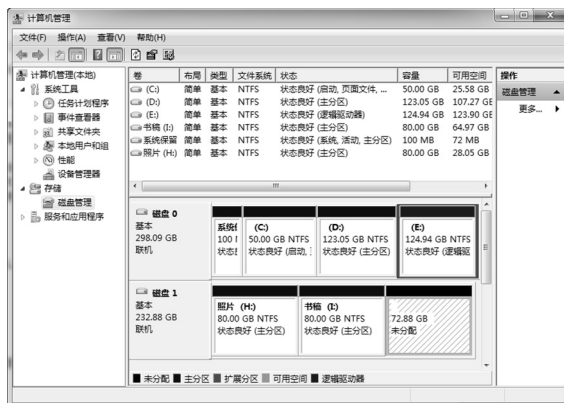 计算机管理
文件(F) 操作(A) 查看(V) 帮助(H)
计算机管理(本地)
系统工具
任务计划程序
事件查看器
共享文件夹
本地用户和组
性能
设备管理器
存储
磁盘管理
服务和应用程序
卷 布局 类型 文件系统 状态 容量 可用空间
(C:) 简单 基本 NTFS 状态良好 (启动, 页面文件, ... 50.00 GB 25.58 GB
(D:) 简单 基本 NTFS 状态良好 (主分区) 123.05 GB 107.27 GB
(E:) 简单 基本 NTFS 状态良好 (逻辑驱动器) 124.94 GB 123.90 GB
书稿 (I:) 简单 基本 NTFS 状态良好 (主分区) 80.00 GB 64.97 GB
系统保留 简单 基本 NTFS 状态良好 (系统, 活动, 主分区) 100 MB 72 MB
照片 (H:) 简单 基本 NTFS 状态良好 (主分区) 80.00 GB 28.05 GB
操作
磁盘管理
更多...
磁盘 0
基本
298.09 GB
联机
系统
100
状态
(C:)
50.00 GB NTFS
状态良好 (启动,
(D:)
123.05 GB NTFS
状态良好 (主分区)
(E:)
124.94 GB NTFS
状态良好 (逻辑驱
磁盘 1
基本
232.88 GB
联机
照片 (H:)
80.00 GB NTFS
状态良好 (主分区)
书稿 (I:)
80.00 GB NTFS
状态良好 (主分区)
72.88 GB
未分配
未分配 主分区 扩展分区 可用空间 逻辑驱动器